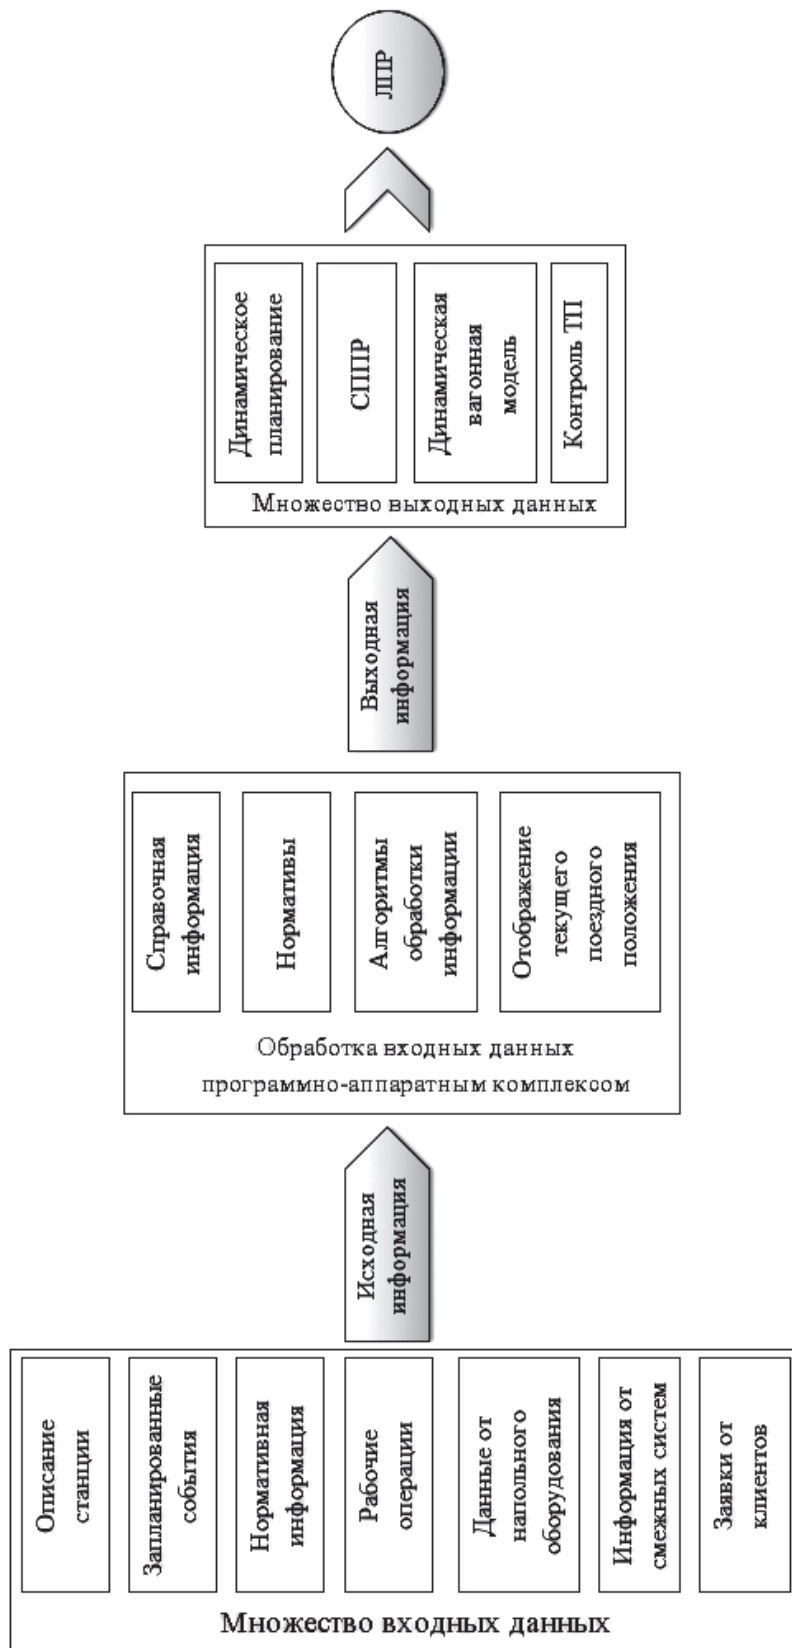 Множество входных данных
Описание
станции
Запланированные
события
Нормативная
информация
Рабочие
операции
Данные от
напольного
оборудования
Информация от
смежных систем
Заявки от
клиентов
Исходная
информация
Обработка входных данных
программно-аппаратным комплексом
Справочная
информация
Нормативы
Алгоритмы
обработки
информации
Отображение
текущего
поездного
положения
Выходная
информация
Множество выходных данных
Динамическое
планирование
СППР
Динамическая
вагонная
модель
Контроль ТП
ЛПР